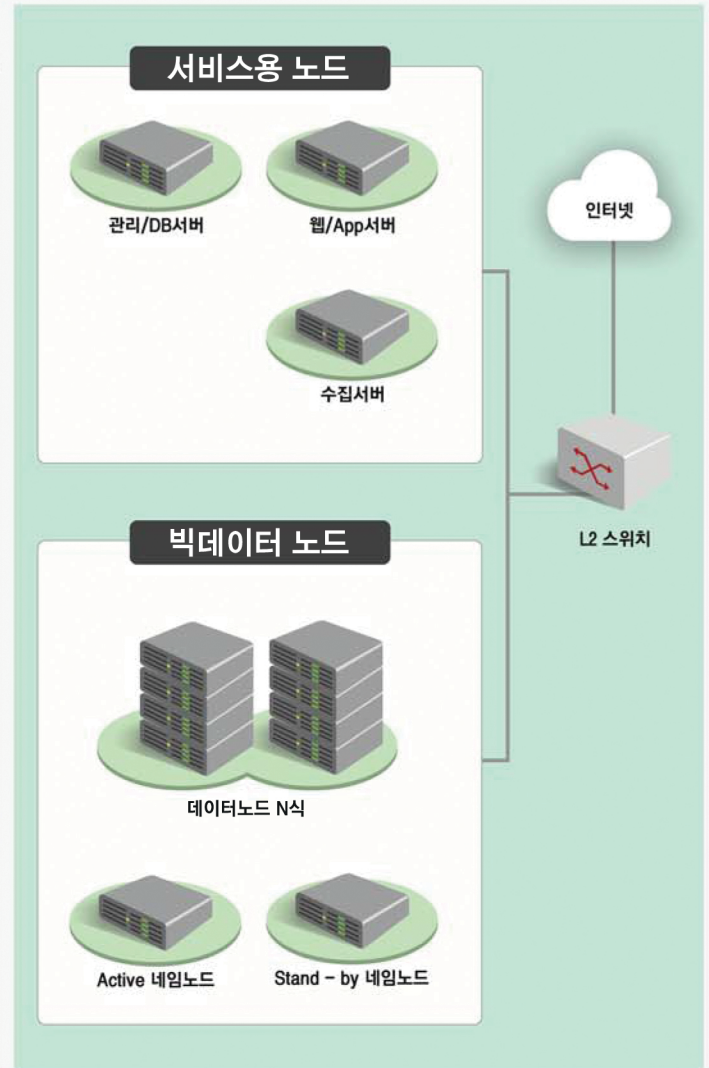 서비스용 노드
관리/DB서버
웹/App서버
수집서버
인터넷
L2 스위치
빅데이터 노드
데이터노드 N식
Active 네임노드
Stand - by 네임노드